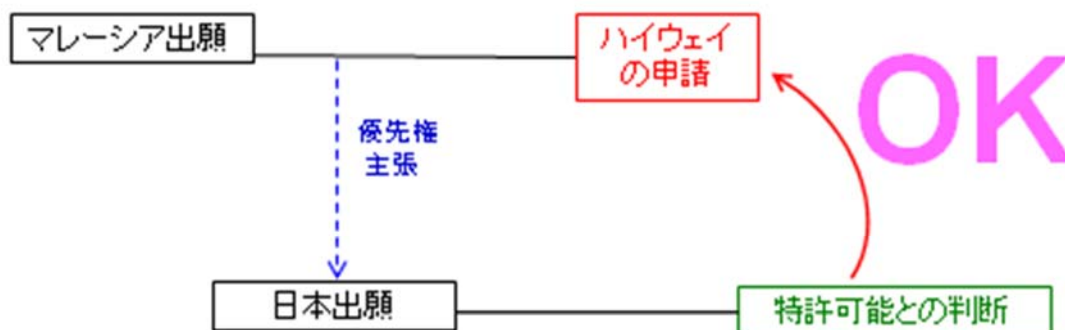 マレーシア出願
ハイウェイ
の申請
OK
優先権
主張
日本出願
特許可能との判断